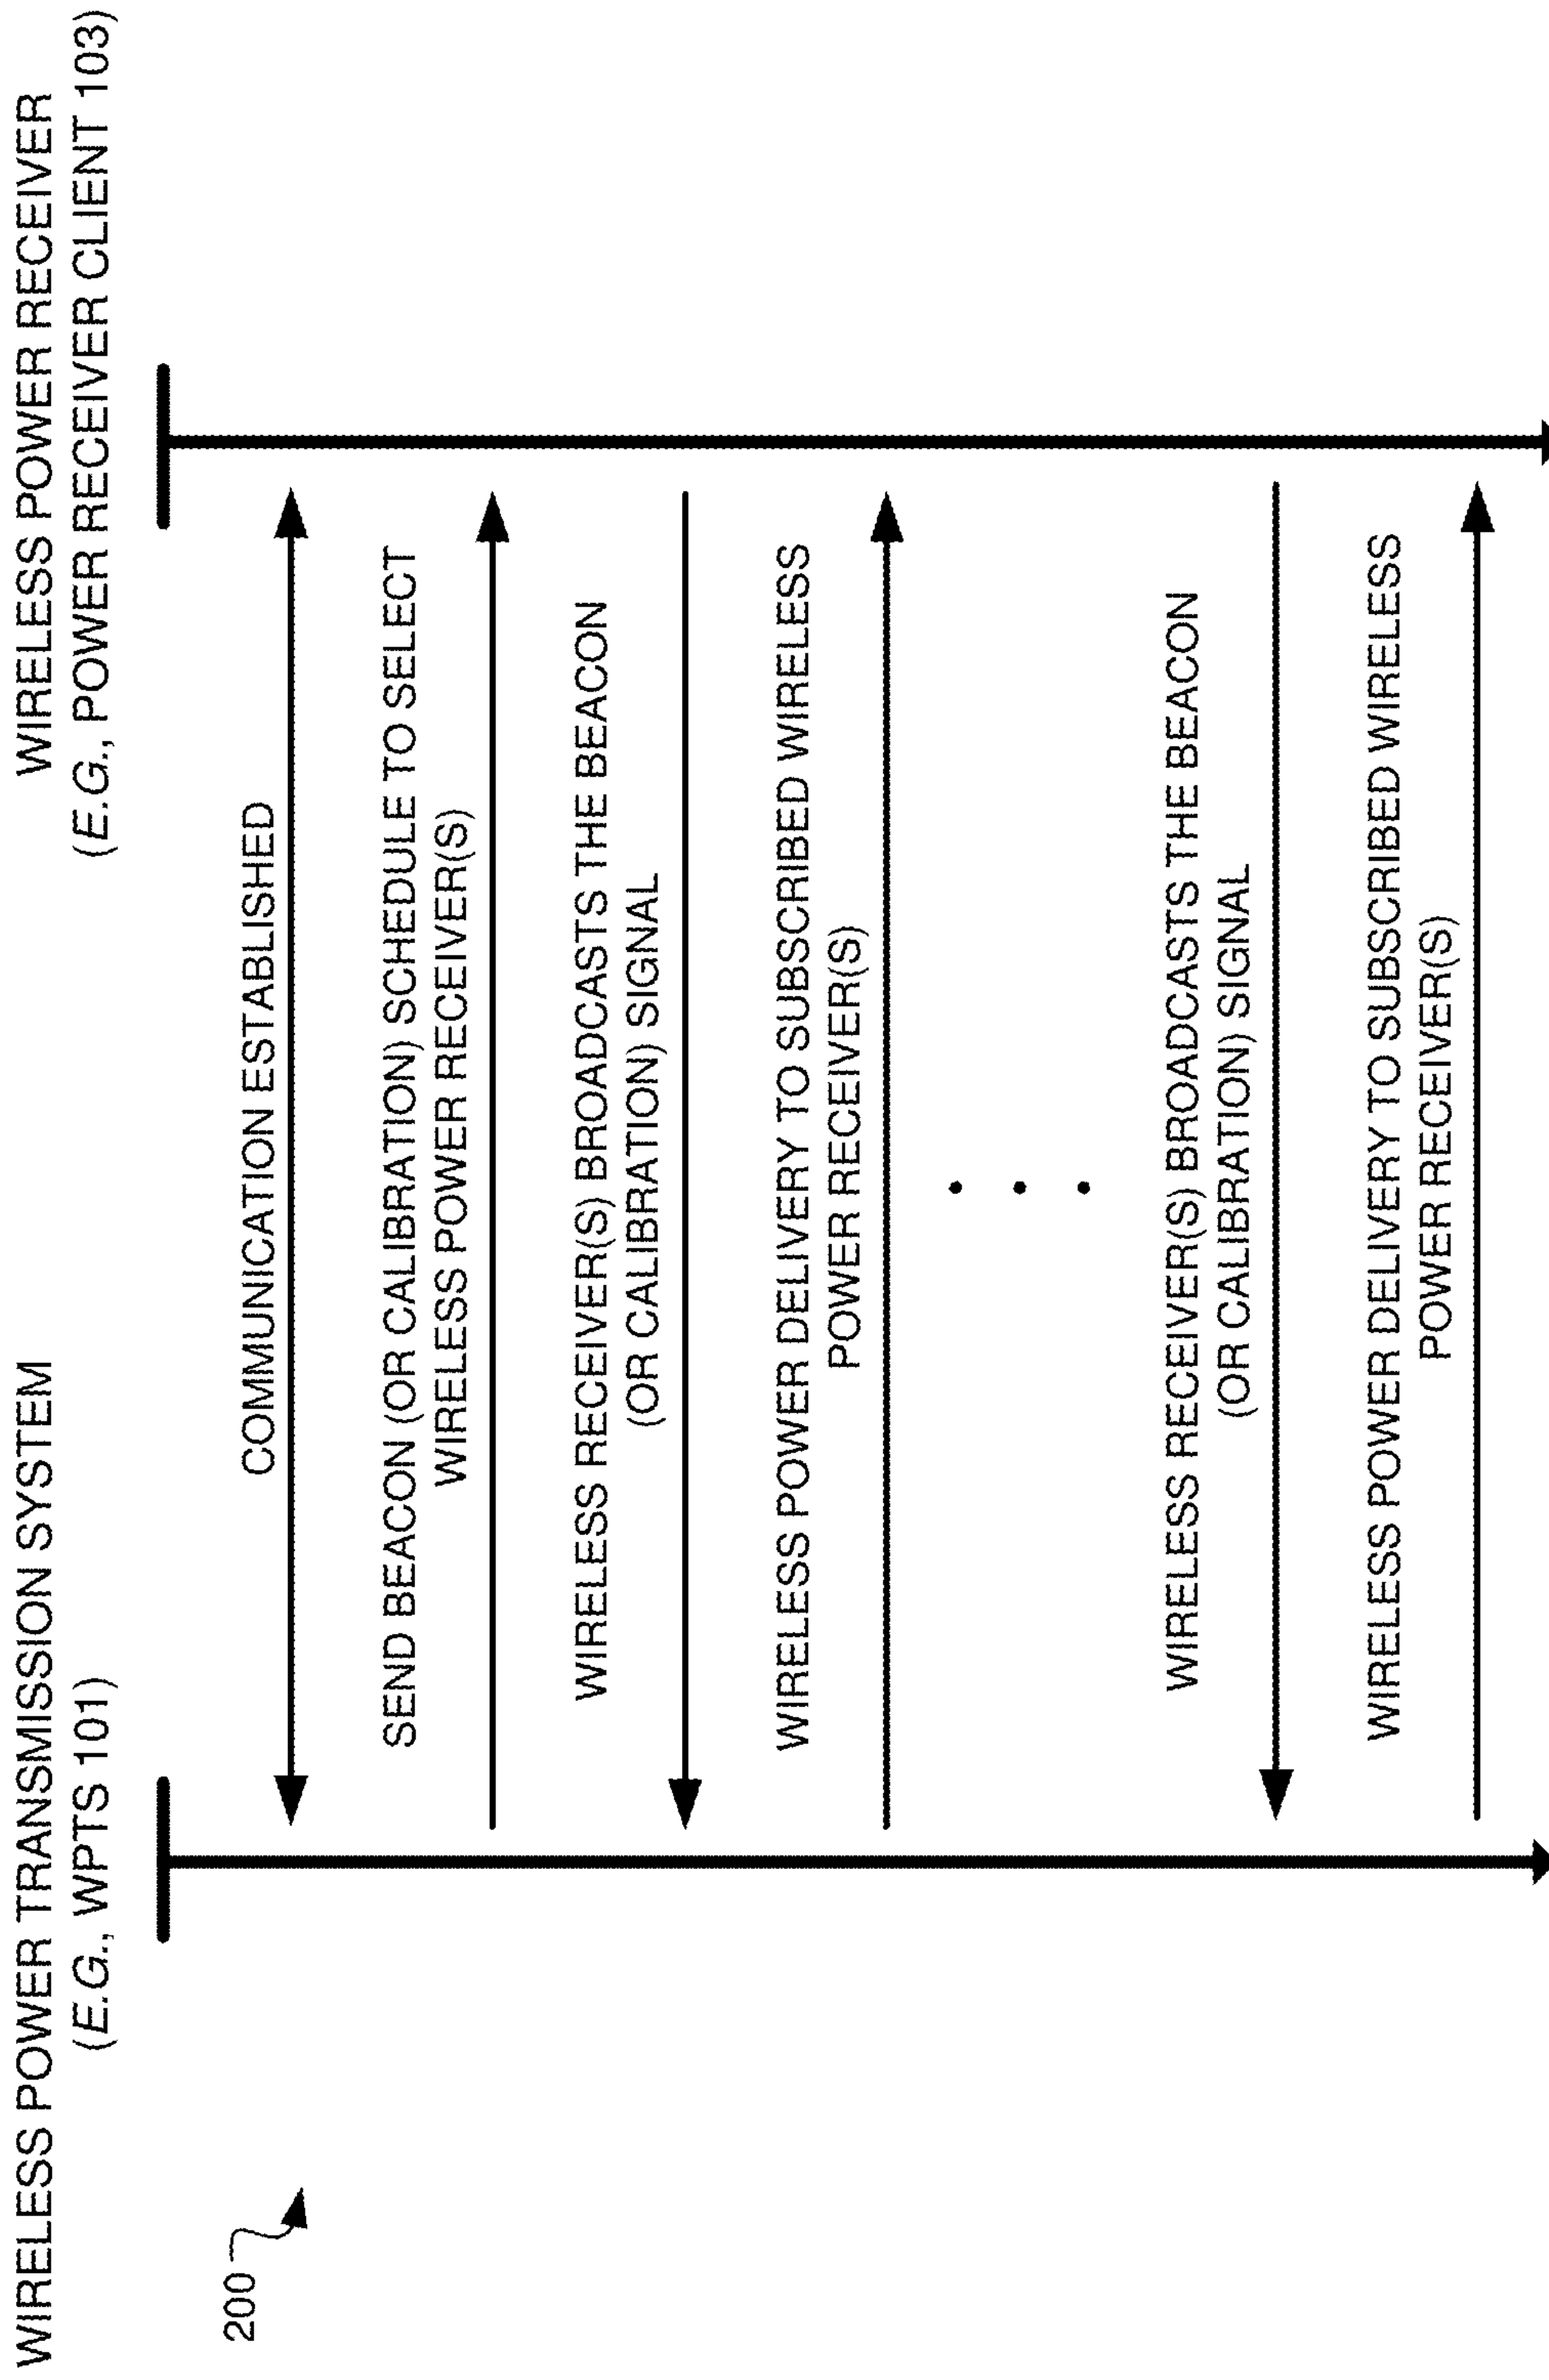 WIRELESS POWER TRANSMISSION SYSTEM
(E.G., WPTS 101)
WIRELESS POWER RECEIVER
(E.G., POWER RECEIVER CLIENT 103)
200
COMMUNICATION ESTABLISHED
SEND BEACON (OR CALIBRATION) SCHEDULE TO SELECT
WIRELESS POWER RECEIVER(S)
WIRELESS RECEIVER(S) BROADCASTS THE BEACON
(OR CALIBRATION) SIGNAL
WIRELESS POWER DELIVERY TO SUBSCRIBED WIRELESS
POWER RECEIVER(S)
WIRELESS RECEIVER(S) BROADCASTS THE BEACON
(OR CALIBRATION) SIGNAL
WIRELESS POWER DELIVERY TO SUBSCRIBED WIRELESS
POWER RECEIVER(S)